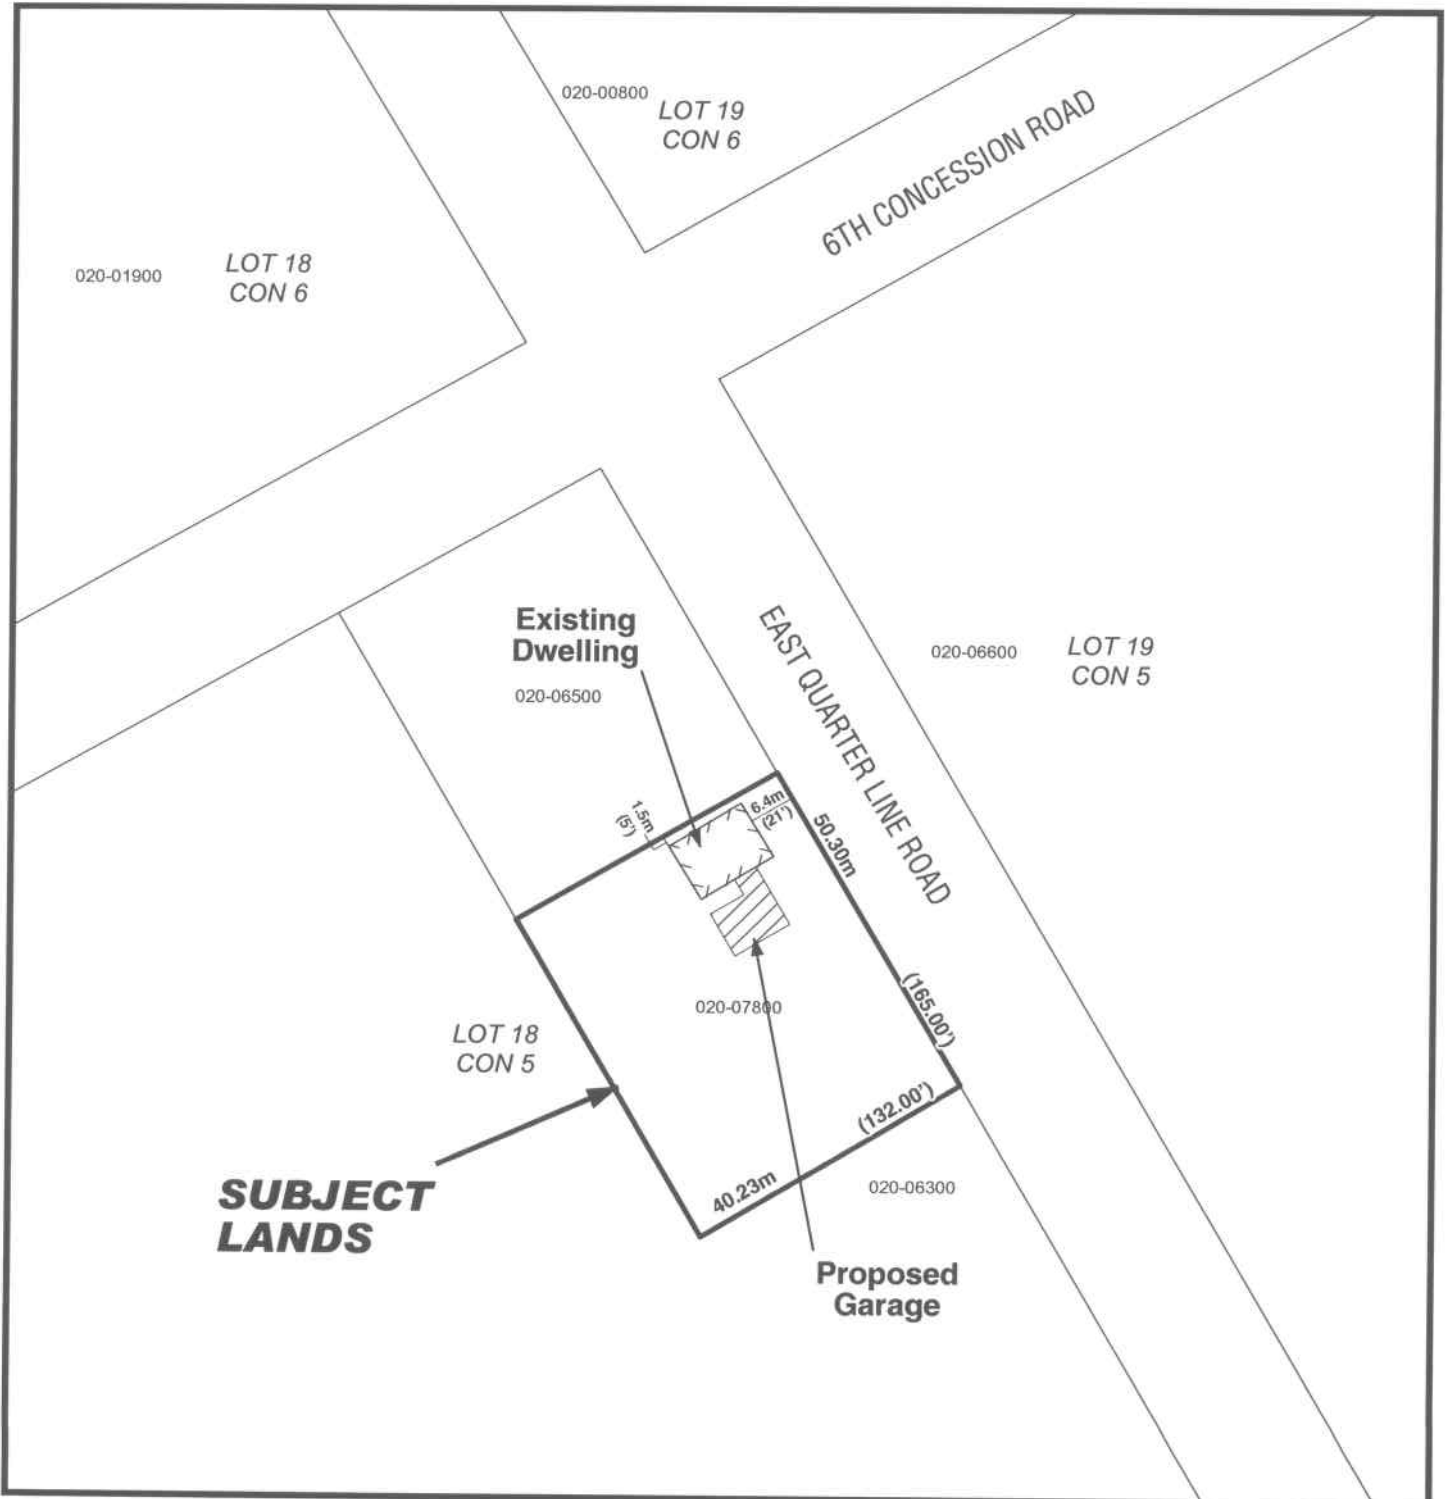 020-00800
LOT 19
CON 6
6TH CONCESSION ROAD
020-01900
LOT 18
CON 6
Existing
Dwelling
020-06500
EAST QUARTER LINE ROAD
020-06600
LOT 19
CON 5
1.5m
(5')
6.4m
(21')
50.30m
(165.00')
020-07800
LOT 18
CON 5
(132.00')
40.23m
020-06300
SUBJECT
LANDS
Proposed
Garage